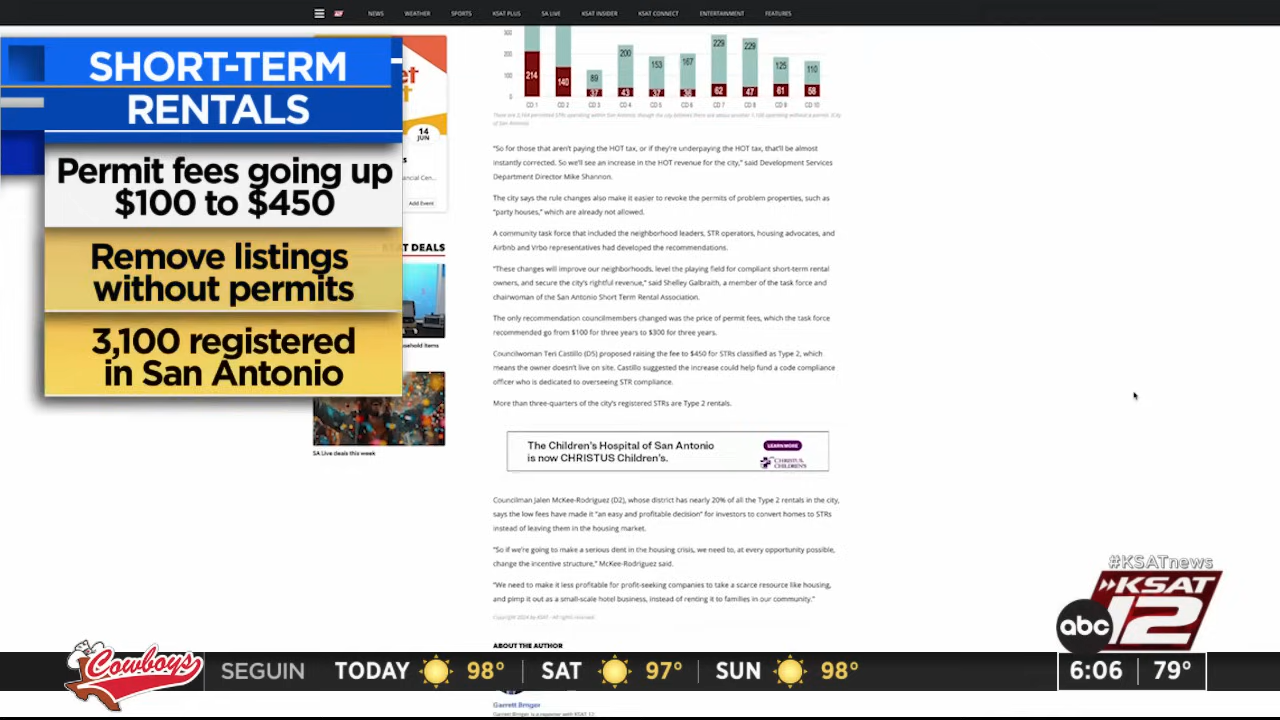 NEWS WEATHER SPORTS KSAT PLUS SA LIVE KSAT INSIDER KSAT CONNECT ENTERTAINMENT FEATURES
SHORT-TERM
RENTALS
Permit fees going up
$100 to $450
Remove listings
without permits
3,100 registered
in San Antonio
14
JUN
Add Event
DEALS
SA Live deals this week
300
200
100
0
214
140
89
37
200
43
153
37
167
229
62
229
47
125
61
110
58
CD 1 CD 2 CD 3 CD 4 CD 5 CD 6 CD 7 CD 8 CD 9 CD 10
"So for those that aren't paying the HOT tax, or if they're underpaying the HOT tax, that'll be almost
instantly corrected. So we'll see an increase in the HOT revenue for the city," said Development Services
Department Director Mike Shannon.
The city says the rule changes also make it easier to revoke the permits of problem properties, such as
"party houses," which are already not allowed.
A community task force that included the neighborhood leaders, STR operators, housing advocates, and
Airbnb and Vrbo representatives had developed the recommendations.
"These changes will improve our neighborhoods, level the playing field for compliant short-term rental
owners, and secure the city's rightful revenue," said Shelley Galbraith, a member of the task force and
chairwoman of the San Antonio Short Term Rental Association.
The only recommendation councilmembers changed was the price of permit fees, which the task force
recommended go from $100 for three years to $300 for three years.
Councilwoman Teri Castillo (D5) proposed raising the fee to $450 for STRs classified as Type 2, which
means the owner doesn't live on site. Castillo suggested the increase could help fund a code compliance
officer who is dedicated to overseeing STR compliance.
More than three-quarters of the city's registered STRs are Type 2 rentals.
The Children's Hospital of San Antonio
is now CHRISTUS Children's.
LEARN MORE
CHRISTUS
CHILDREN'S
Councilman Jalen McKee-Rodriguez (D2), whose district has nearly 20% of all the Type 2 rentals in the city,
says the low fees have made it "an easy and profitable decision" for investors to convert homes to STRs
instead of leaving them in the housing market.
"So if we're going to make a serious dent in the housing crisis, we need to, at every opportunity possible,
change the incentive structure," McKee-Rodriguez said.
"We need to make it less profitable for profit-seeking companies to take a scarce resource like housing,
and pimp it out as a small-scale hotel business, instead of renting it to families in our community."
Copyright 2024 by KSAT - All rights reserved.
ABOUT THE AUTHOR
Garrett Brnger
#KSATnews
KSAT
abc 12
Cowboys
SEGUIN TODAY 98° SAT 97° SUN 98°
6:06 79°